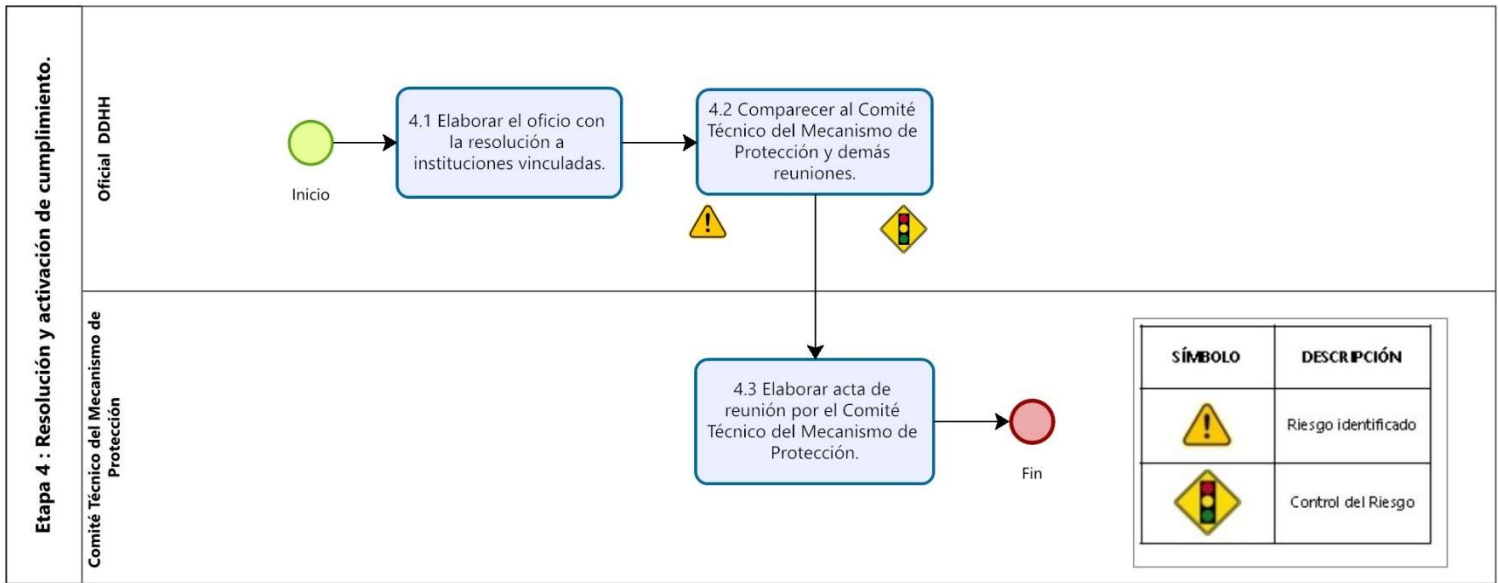 Etapa 4 : Resolución y activación de cumplimiento.
Oficial DDHH
Inicio
4.1 Elaborar el oficio con
la resolución a
instituciones vinculadas.
4.2 Comparecer al Comité
Técnico del Mecanismo de
Protección y demás
reuniones.
Comité Técnico del Mecanismo de
Protección
4.3 Elaborar acta de
reunión por el Comité
Técnico del Mecanismo de
Protección.
Fin
SÍMBOLO DESCRIPCIÓN
Riesgo identificado
Control del Riesgo